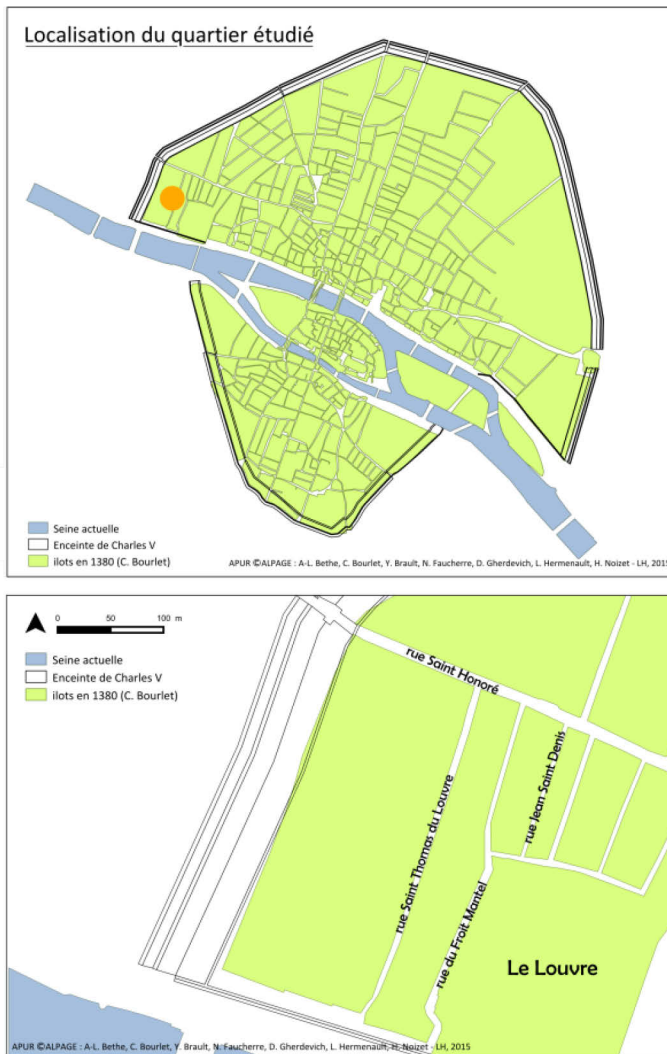 Localisation du quartier étudié
Seine actuelle
Enceinte de Charles V
ilots en 1380 (C. Bourlet)
APUR ©ALPAGE : A-L. Bethe, C. Bourlet, Y. Brault, N. Faucherre, D. Gherdevich, L. Hermenault, H. Noizet - LH, 2015
0 50 100 m
Seine actuelle
Enceinte de Charles V
ilots en 1380 (C. Bourlet)
rue Saint Honoré
rue Saint Thomas du Louvre
rue Jean Saint Denis
rue du Froit Mantel
Le Louvre
APUR ©ALPAGE : A-L. Bethe, C. Bourlet, Y. Brault, N. Faucherre, D. Gherdevich, L. Hermenault, H. Noizet - LH, 2015